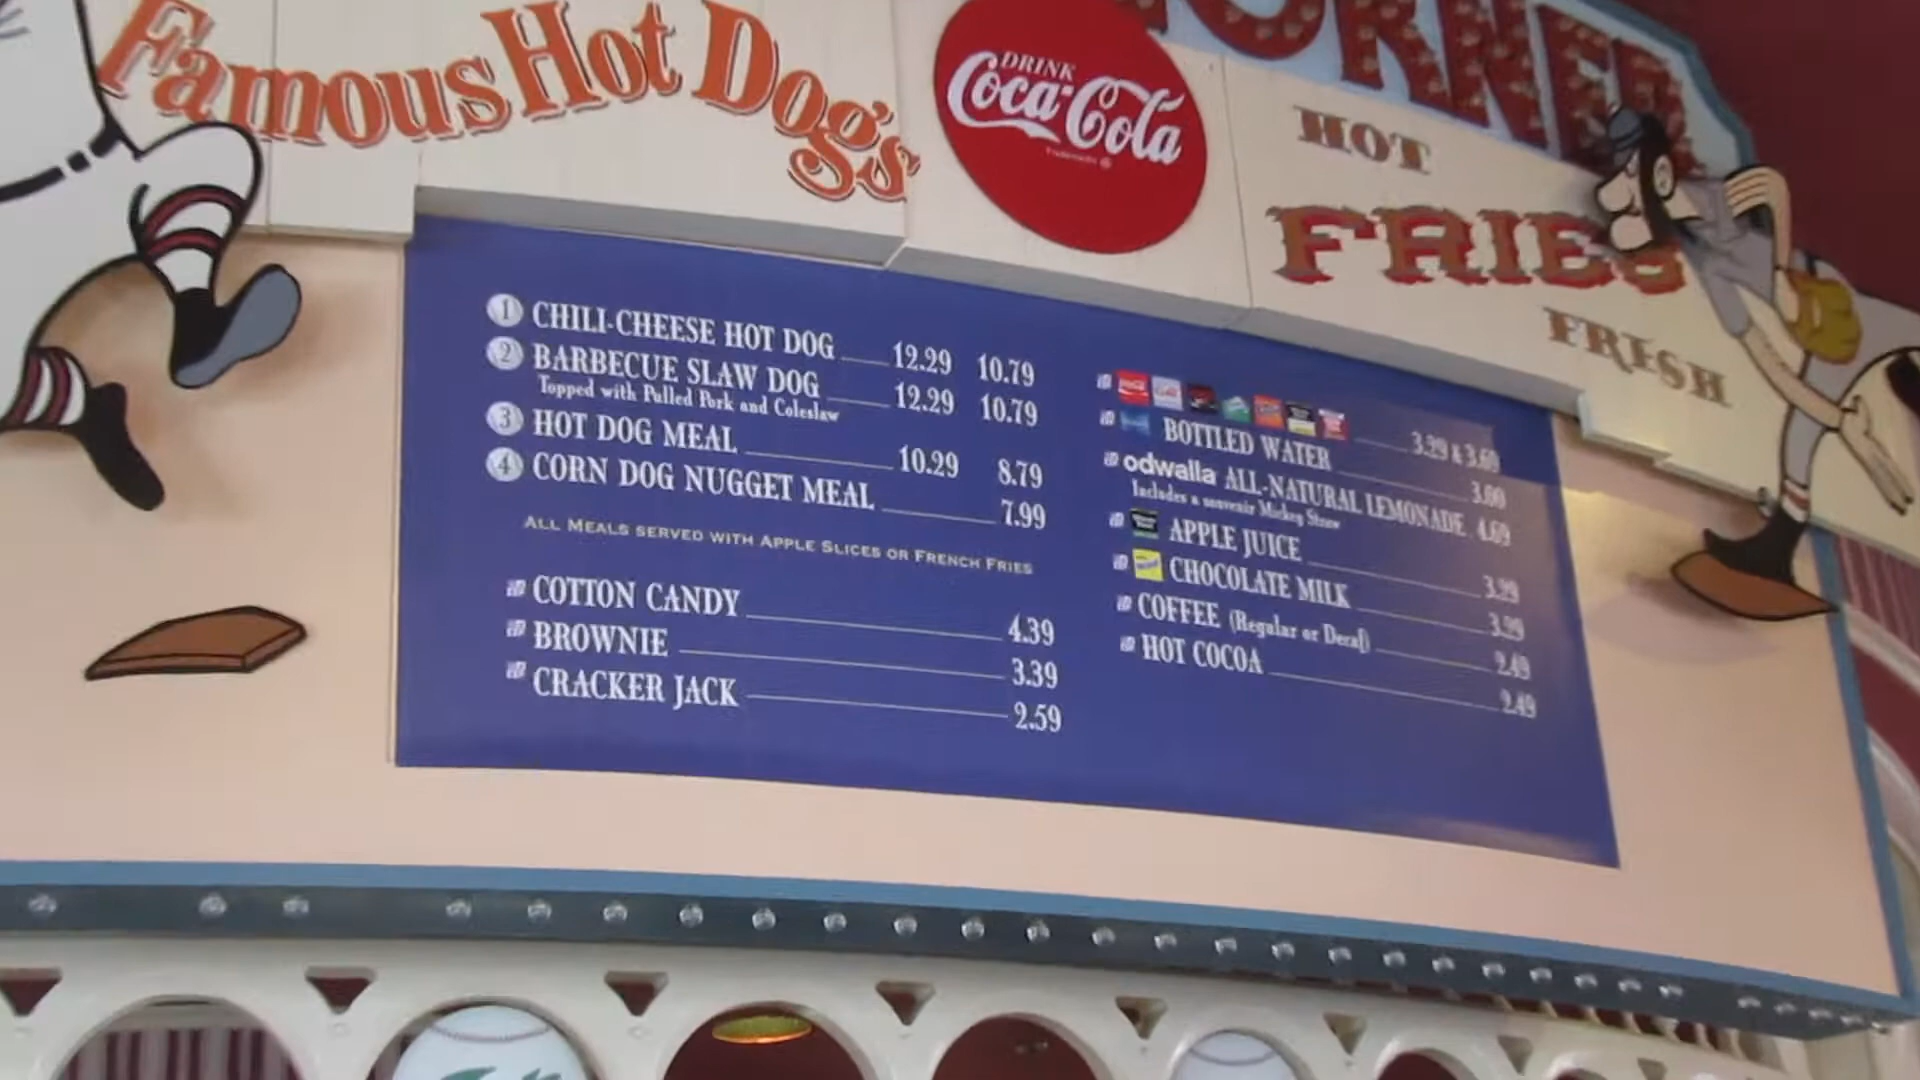 Famous Hot Dogs
DRINK
Coca-Cola
ORNER
HOT
FRIES
FRISH
1 CHILI-CHEESE HOT DOG 12.29 10.79
2 BARBECUE SLAW DOG 12.29 10.79
Topped with Pulled Pork and Coleslaw
3 HOT DOG MEAL 10.29 8.79
4 CORN DOG NUGGET MEAL 7.99
ALL MEALS SERVED WITH APPLE SLICES OR FRENCH FRIES
COTTON CANDY 4.39
BROWNIE 3.39
CRACKER JACK 2.59
3.29 & 3.69
BOTTLED WATER 3.00
odwalla ALL-NATURAL LEMONADE 4.69
Includes a souvenir Mickey Straw
APPLE JUICE 3.39
CHOCOLATE MILK 3.99
COFFEE (Regular or Decaf) 2.49
HOT COCOA 2.49